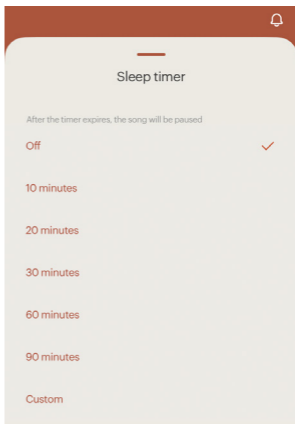 Sleep timer
After the timer expires, the song will be paused
Off
10 minutes
20 minutes
30 minutes
60 minutes
90 minutes
Custom